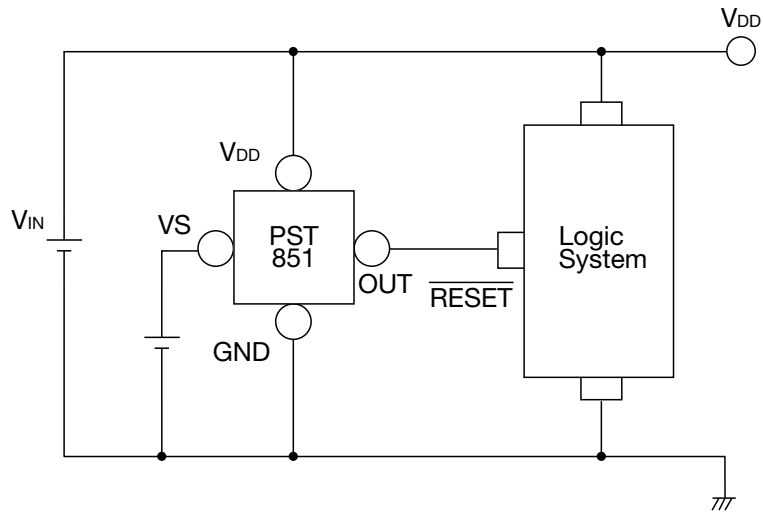 VDD
VDD
VIN
VS
PST
851
OUT
GND
RESET
Logic
System